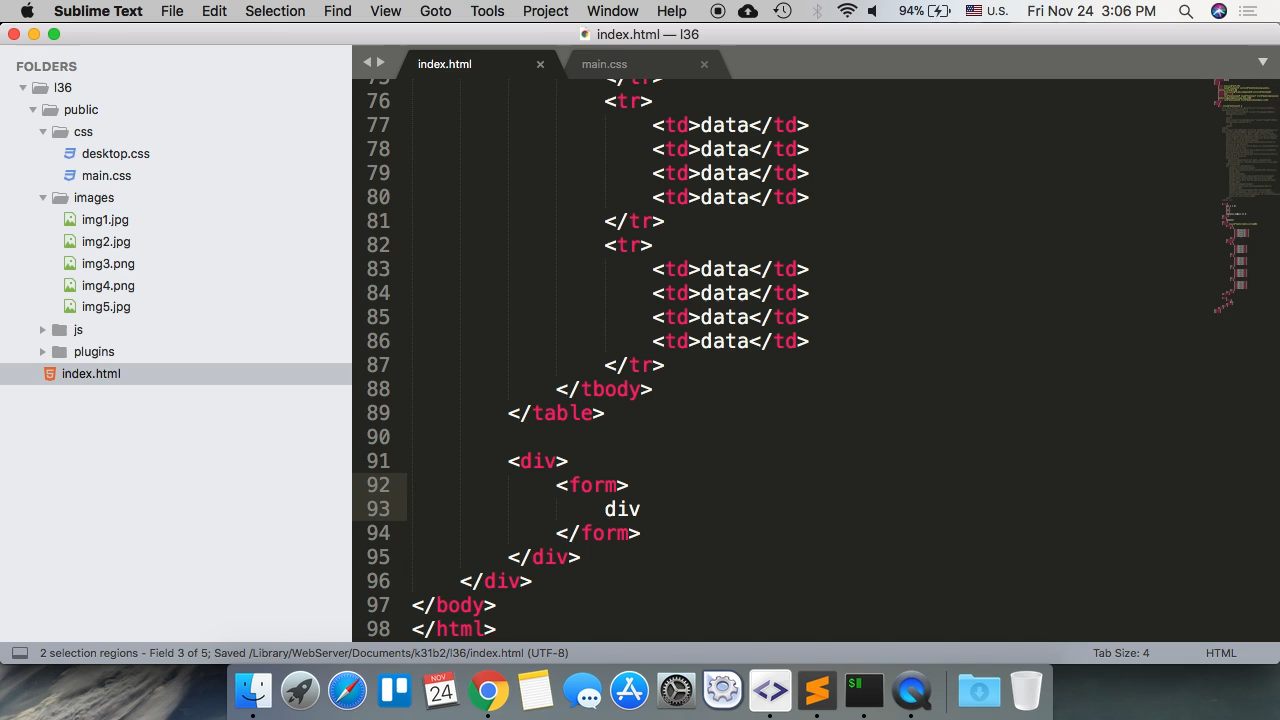 Sublime Text File Edit Selection Find View Goto Tools Project Window Help 94% U.S. Fri Nov 24 3:06 PM
index.html — l36
FOLDERS
l36
public
css
desktop.css
main.css
images
img1.jpg
img2.jpg
img3.png
img4.png
img5.jpg
js
plugins
index.html
index.html × main.css ×
75 </tr>
76 <tr>
77 <td>data</td>
78 <td>data</td>
79 <td>data</td>
80 <td>data</td>
81 </tr>
82 <tr>
83 <td>data</td>
84 <td>data</td>
85 <td>data</td>
86 <td>data</td>
87 </tr>
88 </tbody>
89 </table>
90
91 <div>
92 <form>
93 div
94 </form>
95 </div>
96 </div>
97 </body>
98 </html>
2 selection regions - Field 3 of 5; Saved /Library/WebServer/Documents/k31b2/l36/index.html (UTF-8) Tab Size: 4 HTML
NOV
24
$